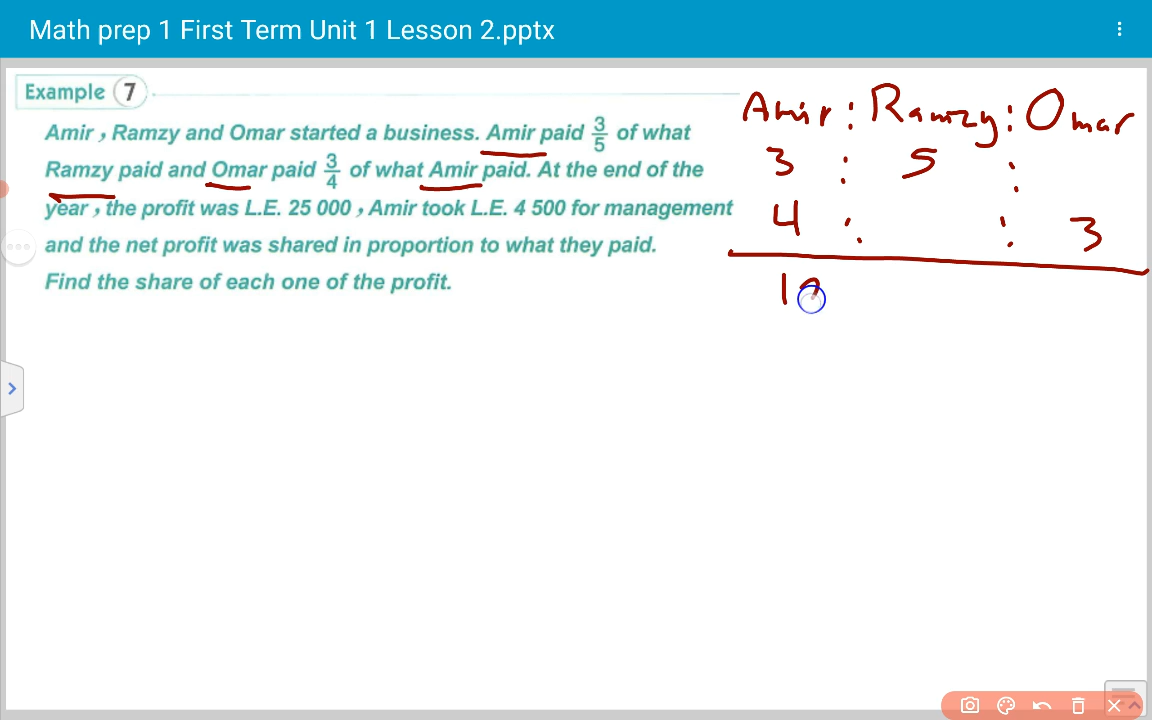 Math prep 1 First Term Unit 1 Lesson 2.pptx
Example 7
Amir , Ramzy and Omar started a business. Amir paid 3/5 of what
Ramzy paid and Omar paid 3/4 of what Amir paid. At the end of the
year , the profit was L.E. 25 000 , Amir took L.E. 4 500 for management
and the net profit was shared in proportion to what they paid.
Find the share of each one of the profit.
Amir : Ramzy : Omar
3 : 5 :
4 : : 3
1